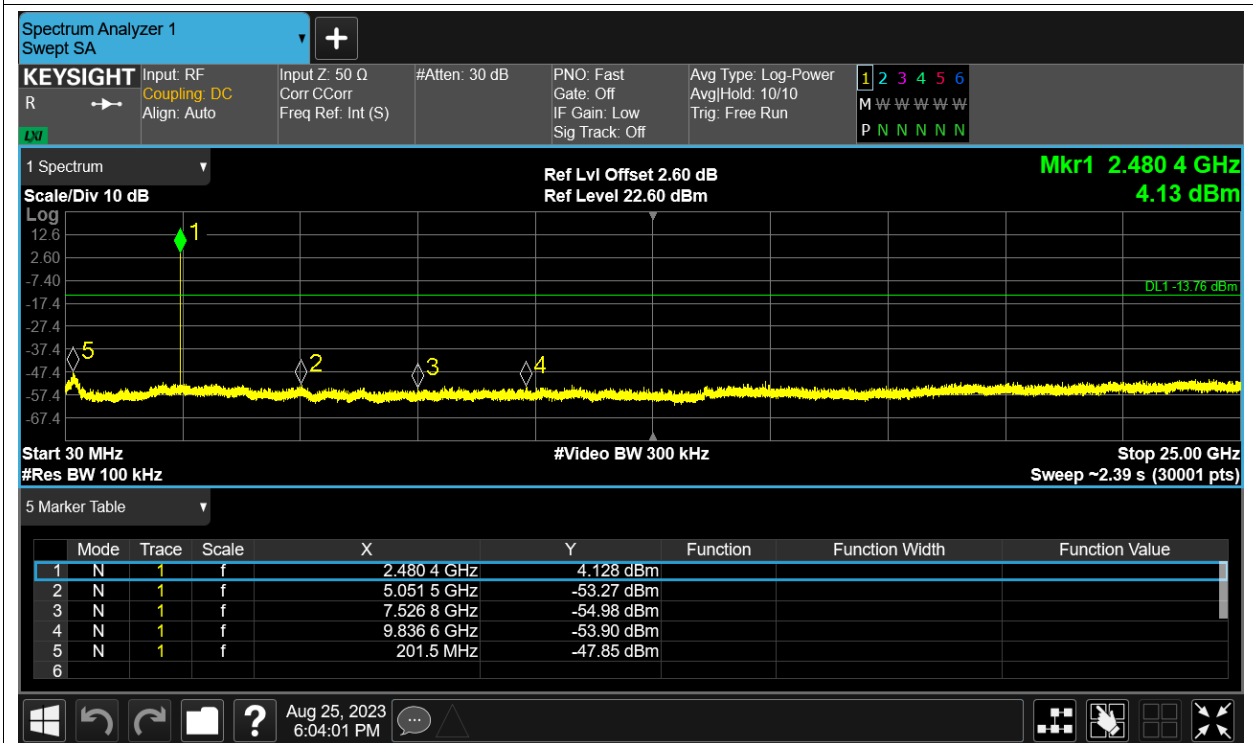 Spectrum Analyzer 1
Swept SA
KEYSIGHT Input: RF Input Z: 50 Ω #Atten: 30 dB PNO: Fast Avg Type: Log-Power 1 2 3 4 5 6
R Coupling: DC Corr CCorr Gate: Off Avg|Hold: 10/10 M W W W W W
Align: Auto Freq Ref: Int (S) IF Gain: Low Trig: Free Run
LXI Sig Track: Off P N N N N N
1 Spectrum Ref Lvl Offset 2.60 dB Mkr1 2.480 4 GHz
Scale/Div 10 dB Ref Level 22.60 dBm 4.13 dBm
Log
12.6 1
2.60
-7.40
DL1 -13.76 dBm
-17.4
-27.4
-37.4 5
-47.4 2 3 4
-57.4
-67.4
Start 30 MHz #Video BW 300 kHz Stop 25.00 GHz
#Res BW 100 kHz Sweep ~2.39 s (30001 pts)
5 Marker Table
Mode Trace Scale X Y Function Function Width Function Value
1 N 1 f 2.480 4 GHz 4.128 dBm
2 N 1 f 5.051 5 GHz -53.27 dBm
3 N 1 f 7.526 8 GHz -54.98 dBm
4 N 1 f 9.836 6 GHz -53.90 dBm
5 N 1 f 201.5 MHz -47.85 dBm
6
? Aug 25, 2023
6:04:01 PM